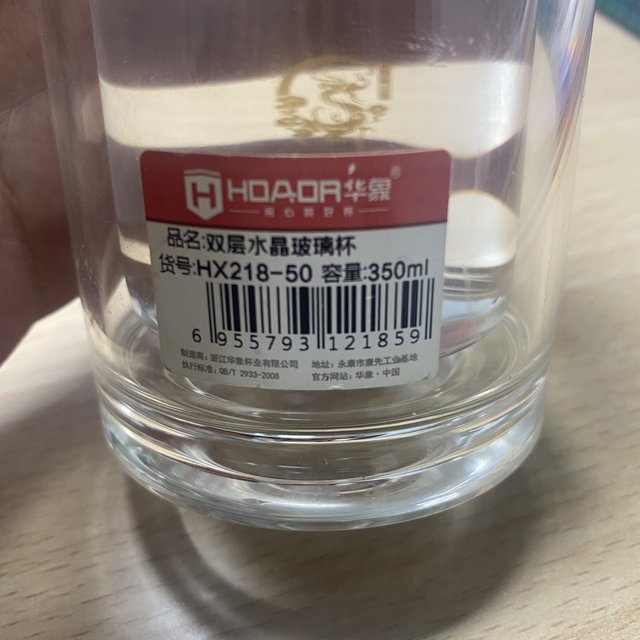 HOAOR华象®
用心做好杯
品名:双层水晶玻璃杯
货号:HX218-50 容量:350ml
6 955793 121859
制造商:浙江华象杯业有限公司 地址:永康市唐先工业基地
执行标准:QB/T 2933-2008 官方网站:华象·中国